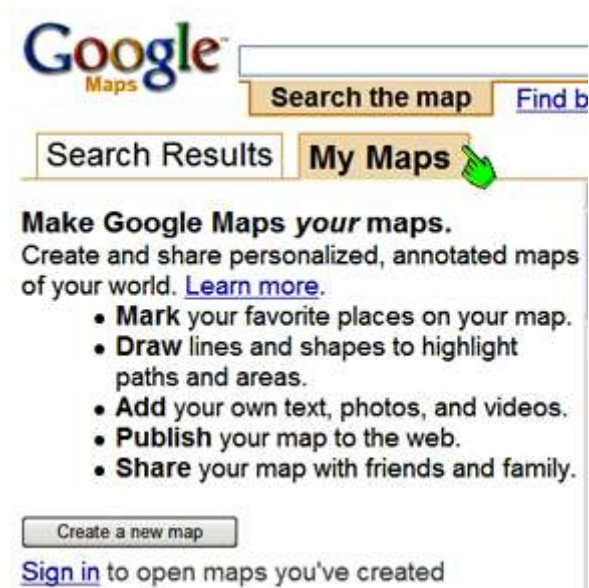 Google
Maps
Search the map
Find b
Search Results
My Maps
Make Google Maps your maps.
Create and share personalized, annotated maps
of your world. Learn more.
• Mark your favorite places on your map.
• Draw lines and shapes to highlight
paths and areas.
• Add your own text, photos, and videos.
• Publish your map to the web.
• Share your map with friends and family.
Create a new map
Sign in to open maps you've created